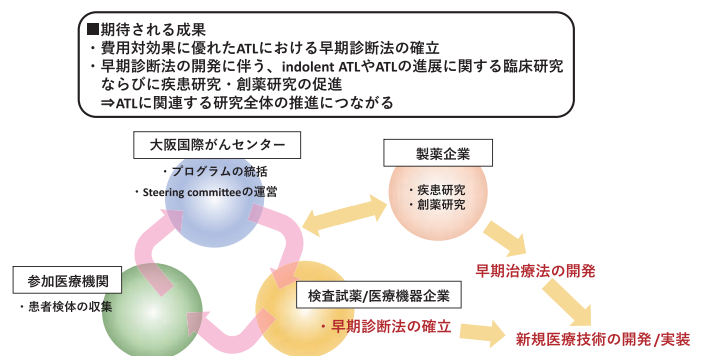 ■期待される成果
・費用対効果に優れたATLにおける早期診断法の確立
・早期診断法の開発に伴う、indolent ATLやATLの進展に関する臨床研究
ならびに疾患研究・創薬研究の促進
⇒ATLに関連する研究全体の推進につながる
大阪国際がんセンター
・プログラムの統括
・Steering committeeの運営
製薬企業
・疾患研究
・創薬研究
早期治療法の開発
参加医療機関
・患者検体の収集
検査試薬/医療機器企業
・早期診断法の確立
新規医療技術の開発/実装